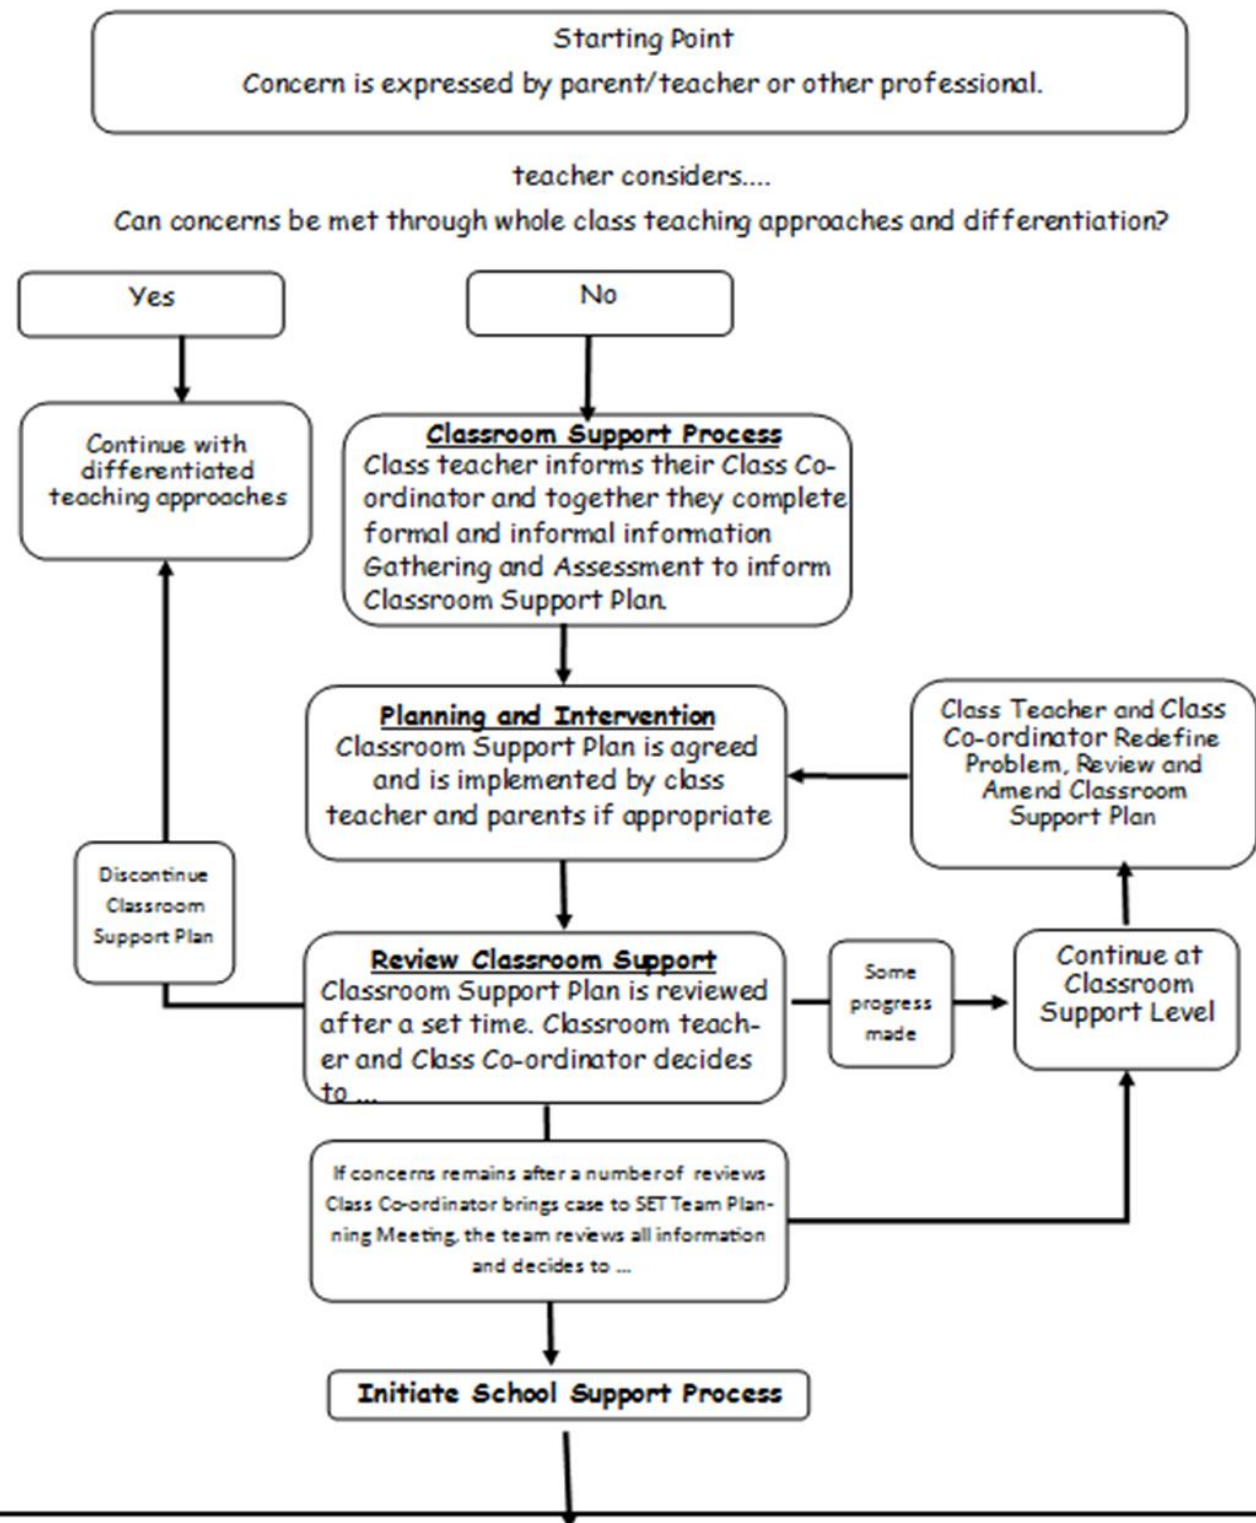 Starting Point
Concern is expressed by parent/teacher or other professional.
teacher considers....
Can concerns be met through whole class teaching approaches and differentiation?
Yes
No
Continue with
differentiated
teaching approaches
Classroom Support Process
Class teacher informs their Class Co-
ordinator and together they complete
formal and informal information
Gathering and Assessment to inform
Classroom Support Plan.
Planning and Intervention
Classroom Support Plan is agreed
and is implemented by class
teacher and parents if appropriate
Class Teacher and Class
Co-ordinator Redefine
Problem, Review and
Amend Classroom
Support Plan
Discontinue
Classroom
Support Plan
Review Classroom Support
Classroom Support Plan is reviewed
after a set time. Classroom teach-
er and Class Co-ordinator decides
to ...
Some
progress
made
Continue at
Classroom
Support Level
If concerns remains after a number of reviews
Class Co-ordinator brings case to SET Team Plan-
ning Meeting, the team reviews all information
and decides to ...
Initiate School Support Process